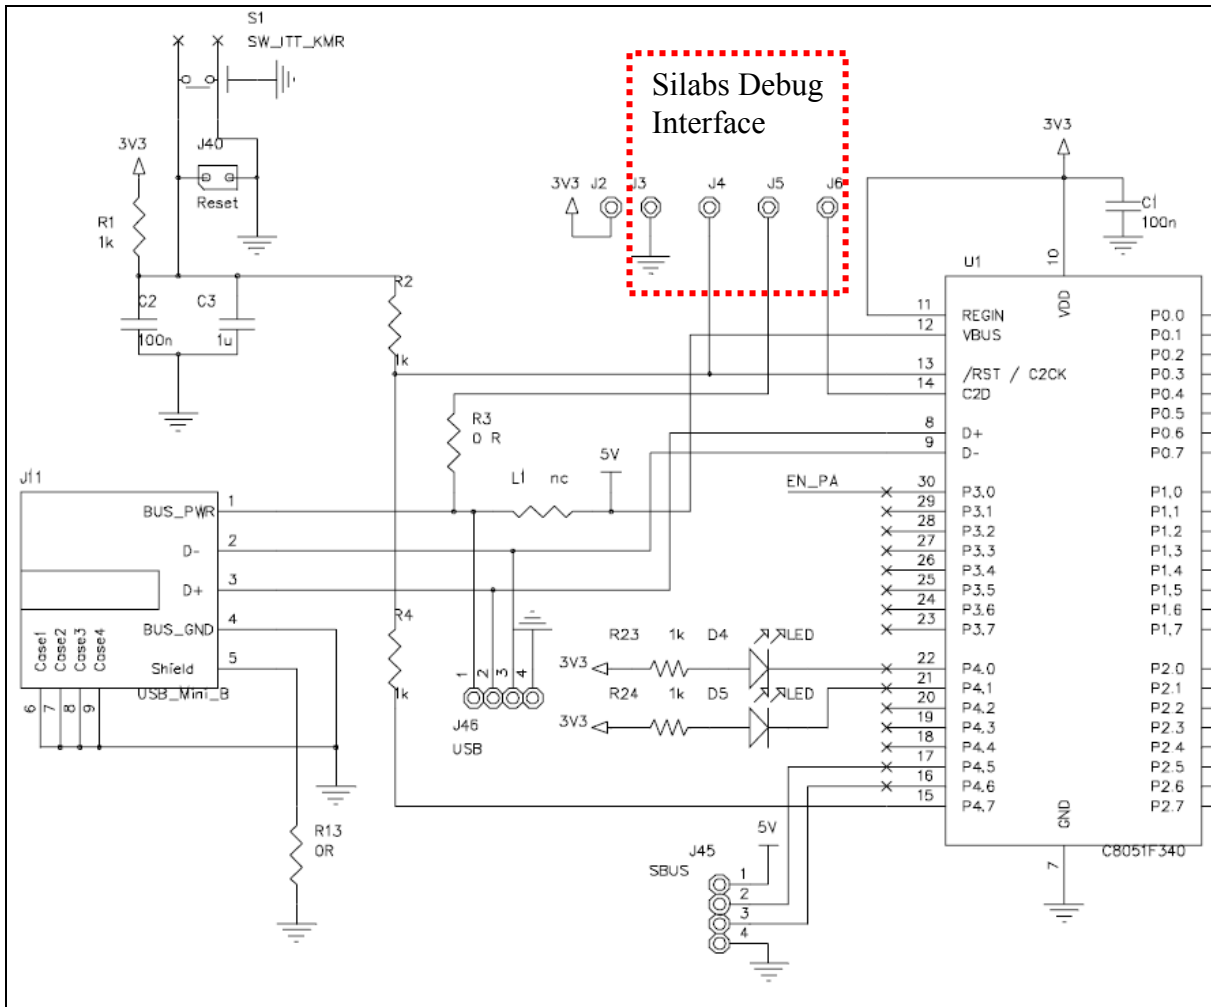 S1
SW_ITT_KMR
J40
Reset
3V3
R1
1k
C2
100n
C3
1u
R2
1k
Silabs Debug
Interface
3V3
J2
J3
J4
J5
J6
3V3
C1
100n
U1
10
VDD
11
REGIN
12
VBUS
13
/RST / C2CK
14
C2D
8
D+
9
D-
30
P3.0
29
P3.1
28
P3.2
27
P3.3
26
P3.4
25
P3.5
24
P3.6
23
P3.7
22
P4.0
21
P4.1
20
P4.2
19
P4.3
18
P4.4
17
P4.5
16
P4.6
15
P4.7
P0.0
P0.1
P0.2
P0.3
P0.4
P0.5
P0.6
P0.7
P1.0
P1.1
P1.2
P1.3
P1.4
P1.5
P1.6
P1.7
P2.0
P2.1
P2.2
P2.3
P2.4
P2.5
P2.6
P2.7
GND
7
C8051F340
EN_PA
R3
0 R
L1 nc
5V
J11
BUS_PWR
1
D-
2
D+
3
BUS_GND
4
Shield
5
USB_Mini_B
Case1
Case2
Case3
Case4
6
7
8
9
R4
1k
1
2
3
4
J46
USB
R23 1k D4 LED
3V3
R24 1k D5 LED
3V3
R13
0R
J45
SBUS
5V
1
2
3
4